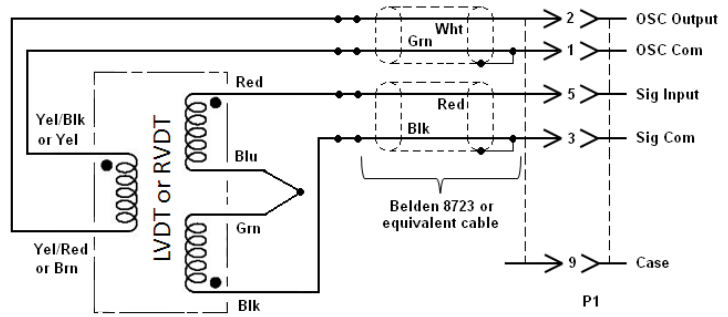 Wht 2 OSC Output
Grn 1 OSC Com
Red Red 5 Sig Input
Yel/Blk
or Yel
Blk 3 Sig Com
Blu
LVDT or RVDT
Belden 8723 or
equivalent cable
Grn
Yel/Red
or Brn
9 Case
Blk
P1